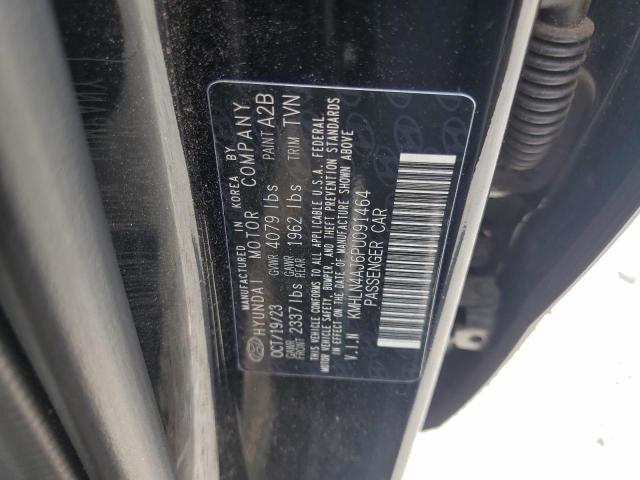 MANUFACTURED IN KOREA BY
HYUNDAI MOTOR COMPANY
OCT/19/23 GVWR 4079 lbs PAINT A2B
GAWR FRONT 2337 lbs GAWR REAR 1962 lbs TRIM TVN
THIS VEHICLE CONFORMS TO ALL APPLICABLE U.S.A. FEDERAL
MOTOR VEHICLE SAFETY, BUMPER, AND THEFT PREVENTION STANDARDS
IN EFFECT ON THE DATE OF MANUFACTURE SHOWN ABOVE
V.I.N KMHLN4AJ6PU091464
PASSENGER CAR